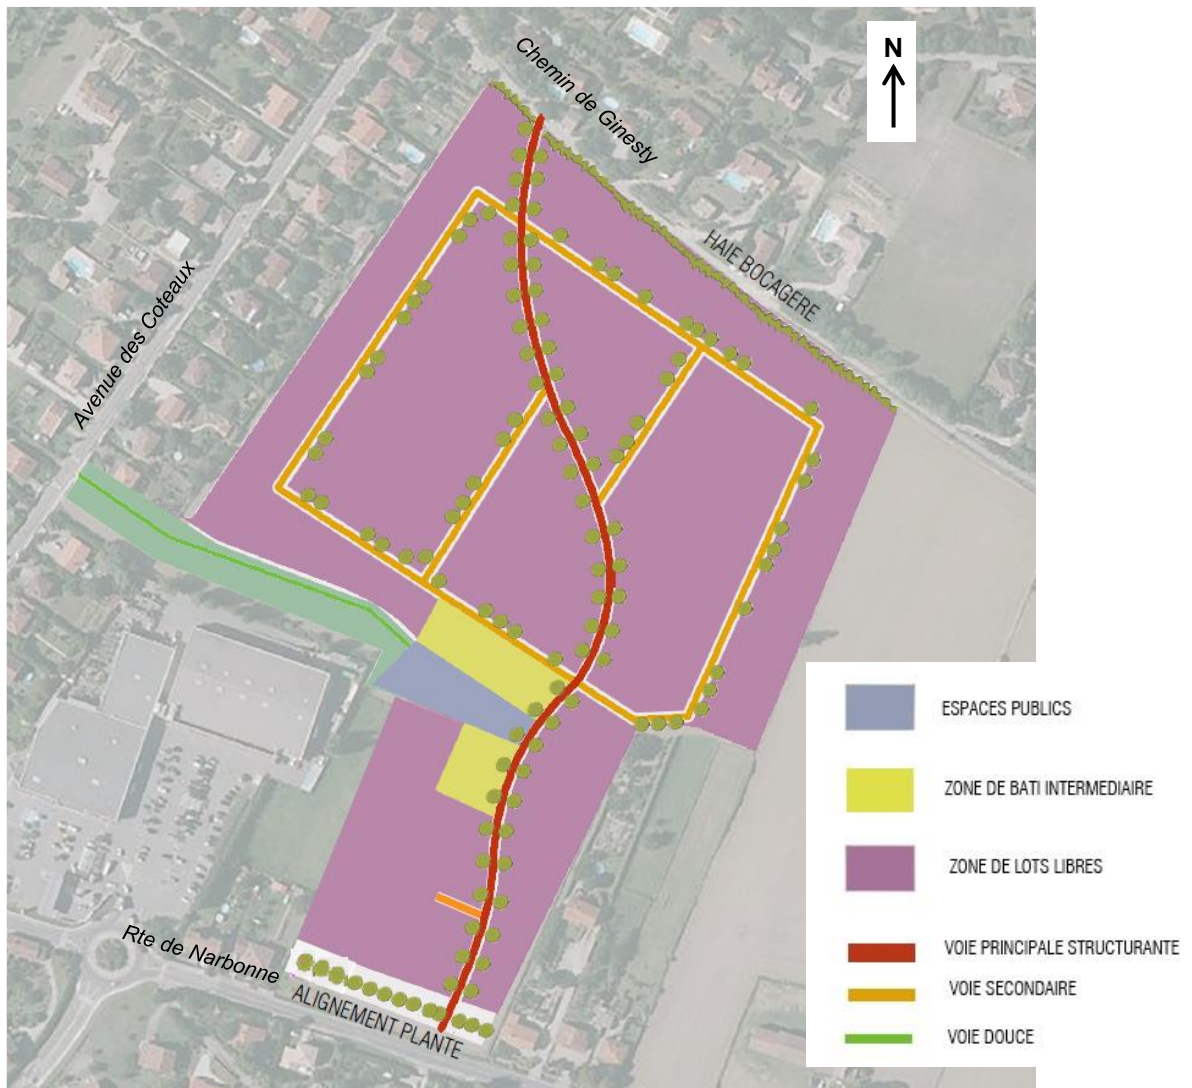 N
Chemin de Ginesty
HAIE BOCAGERE
Avenue des Coteaux
Rte de Narbonne
ALIGNEMENT PLANTE
ESPACES PUBLICS
ZONE DE BATI INTERMEDIAIRE
ZONE DE LOTS LIBRES
VOIE PRINCIPALE STRUCTURANTE
VOIE SECONDAIRE
VOIE DOUCE